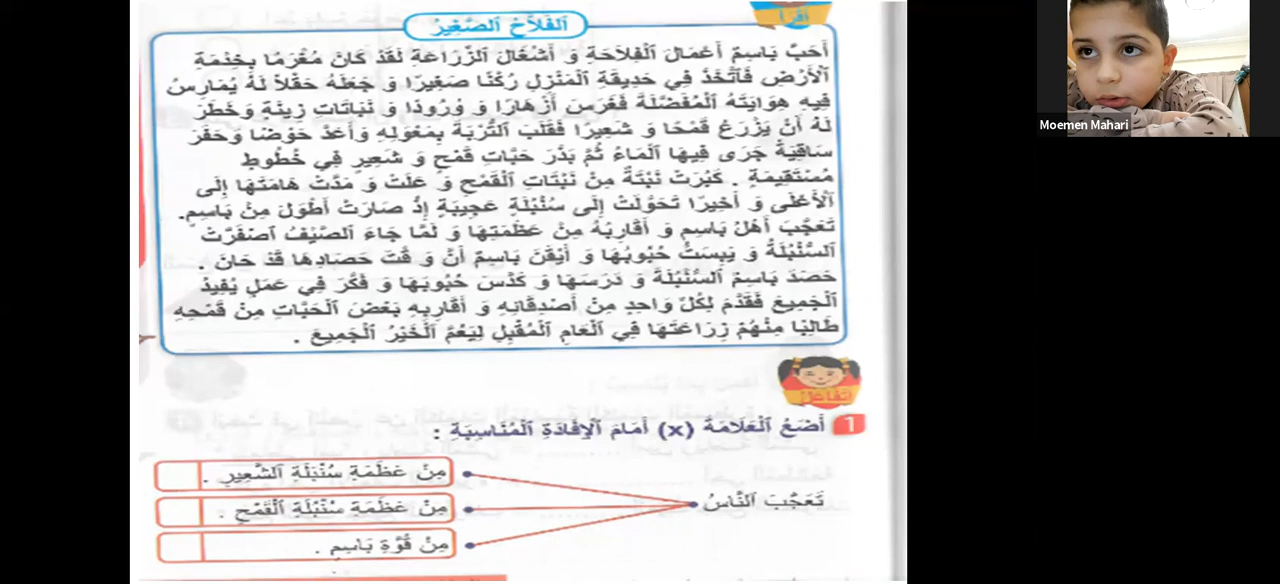 اَلْفَلَّاحُ اَلصَّغِيرُ
اِقْرَأْ
أَحَبَّ بَاسِمٌ أَعْمَالَ اَلْفِلَاحَةِ وَ أَشْغَالَ اَلزِّرَاعَةِ لَقَدْ كَانَ مُغْرَمًا بِخِدْمَةِ
اَلْأَرْضِ فَاَتَّخَذَ فِي حَدِيقَةِ اَلْمَنْزِلِ رُكْنًا صَغِيرًا وَ جَعَلَهُ حَقْلًا لَهُ يُمَارِسُ
فِيهِ هِوَايَتَهُ اَلْمُفَضَّلَةَ فَغَرَسَ أَزْهَارًا وَ وُرُودًا وَ نَبَاتَاتِ زِينَةٍ وَخَطَرَ
لَهُ أَنْ يَزْرَعَ قَمْحًا وَ شَعِيرًا فَقَلَبَ اَلتُّرْبَةَ بِمِعْوَلِهِ وَأَعَدَّ حَوْضًا وَحَفَرَ
سَاقِيَةً جَرَى فِيهَا اَلْمَاءُ ثُمَّ بَذَرَ حَبَّاتِ قَمْحٍ وَ شَعِيرٍ فِي خُطُوطٍ
مُسْتَقِيمَةٍ . كَبُرَتْ نَبْتَةٌ مِنْ نَبْتَاتِ اَلْقَمْحِ وَ عَلَتْ وَ مَدَّتْ هَامَتَهَا إِلَى
اَلْأَعْلَى وَ أَخِيرًا تَحَوَّلَتْ إِلَى سُنْبُلَةٍ عَجِيبَةٍ إِذْ صَارَتْ أَطْوَلَ مِنْ بَاسِمٍ.
تَعَجَّبَ أَهْلُ بَاسِمٍ وَ أَقَارِبُهُ مِنْ عَظَمَتِهَا وَ لَمَّا جَاءَ اَلصَّيْفُ اَصْفَرَّتْ
اَلسُّنْبُلَةُ وَ يَبِسَتْ حُبُوبُهَا وَ أَيْقَنَ بَاسِمٌ أَنَّ وَ قْتَ حَصَادِهَا قَدْ حَانَ .
حَصَدَ بَاسِمٌ اَلسُّنْبُلَةَ وَ دَرَسَهَا وَ كَدَّسَ حُبُوبَهَا وَ فَكَّرَ فِي عَمَلٍ يُفِيدُ
اَلْجَمِيعَ فَقَدَّمَ لِكُلِّ وَاحِدٍ مِنْ أَصْدِقَائِهِ وَ أَقَارِبِهِ بَعْضَ اَلْحَبَّاتِ مِنْ قَمْحِهِ
طَالِبًا مِنْهُمْ زِرَاعَتَهَا فِي اَلْعَامِ اَلْمُقْبِلِ لِيَعُمَّ اَلْخَيْرُ اَلْجَمِيعَ .
أَتَفَاعَلُ
1 أَضَعُ اَلْعَلَامَةَ (x) أَمَامَ اَلْإِفَادَةِ اَلْمُنَاسِبَةِ :
تَعَجَّبَ اَلنَّاسُ
مِنْ عَظَمَةِ سُنْبُلَةِ اَلشَّعِيرِ .
مِنْ عَظَمَةِ سُنْبُلَةِ اَلْقَمْحِ .
مِنْ قُوَّةِ بَاسِمٍ .
Moemen Mahari